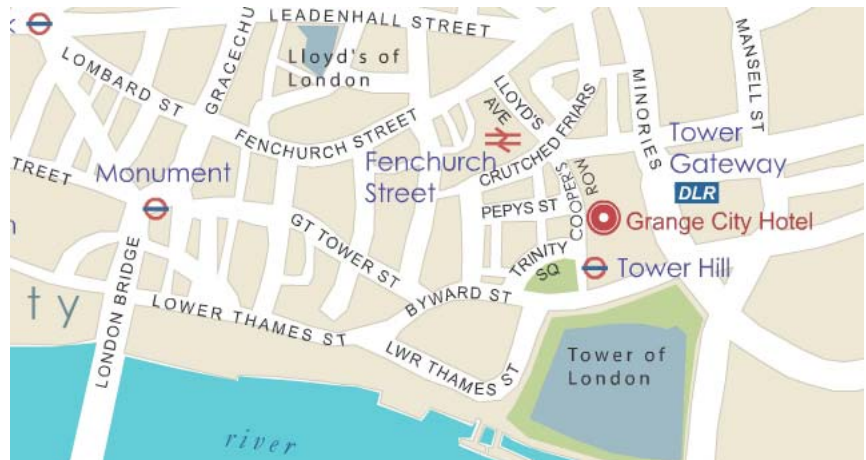 LEADENHALL STREET
Lloyd's of
London
LOMBARD ST
GRACECHU
FENCHURCH STREET
LLOYD'S
AVE
MINORIES
MANSELL ST
Tower
Gateway
DLR
Monument
STREET
Fenchurch
Street
CRUTCHED FRIARS
COOPER'S
ROW
PEPYS ST
Grange City Hotel
GT TOWER ST
TRINITY
SQ
Tower Hill
BYWARD ST
LONDON BRIDGE
ty
LOWER THAMES ST
LWR THAMES ST
Tower of
London
river